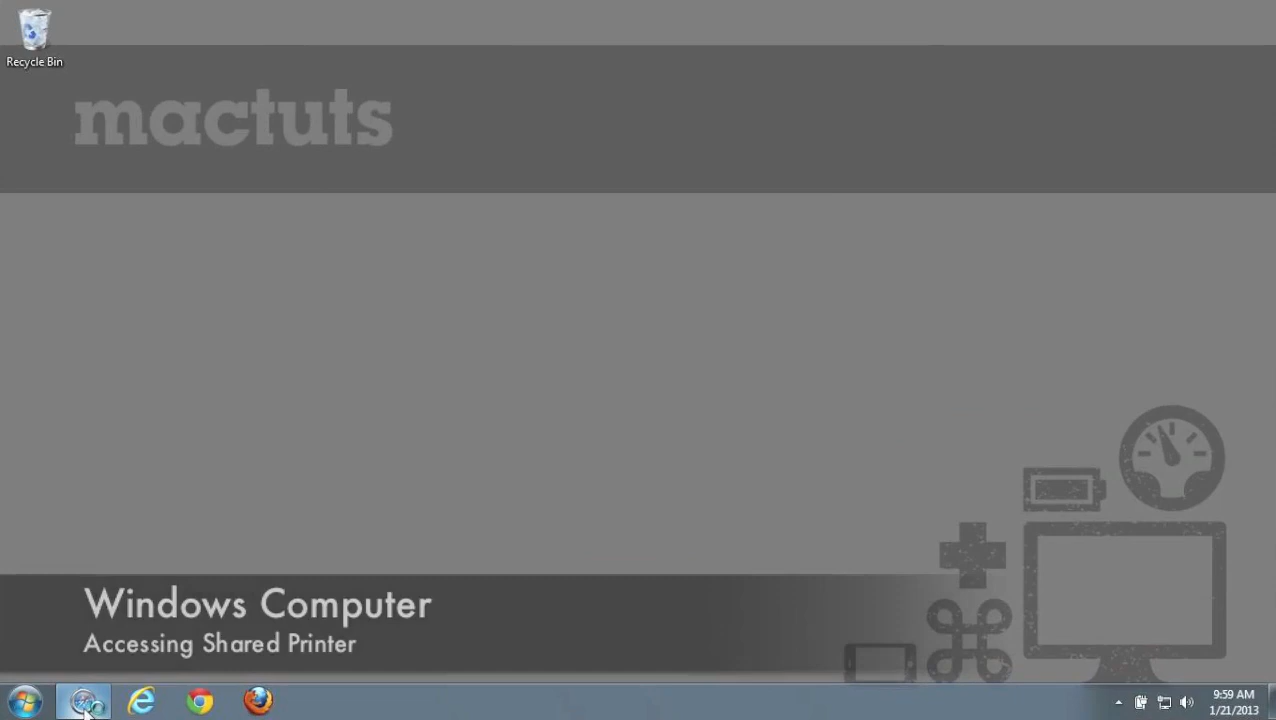 Recycle Bin
mactuts
Windows Computer
Accessing Shared Printer
9:59 AM
1/21/2013